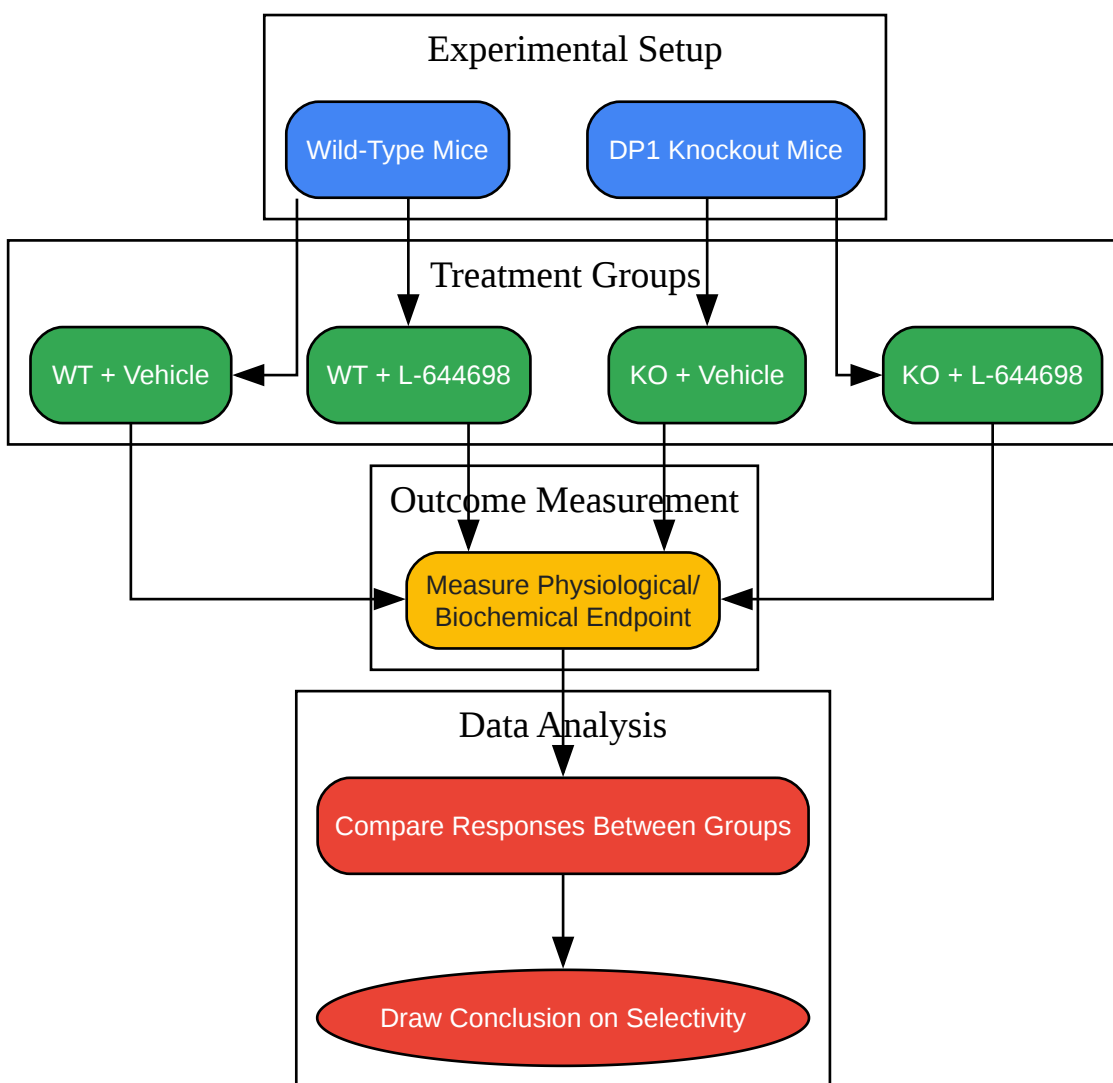 Experimental Setup
Wild-Type Mice
DP1 Knockout Mice
Treatment Groups
WT + Vehicle
WT + L-644698
KO + Vehicle
KO + L-644698
Outcome Measurement
Measure Physiological/
Biochemical Endpoint
Data Analysis
Compare Responses Between Groups
Draw Conclusion on Selectivity